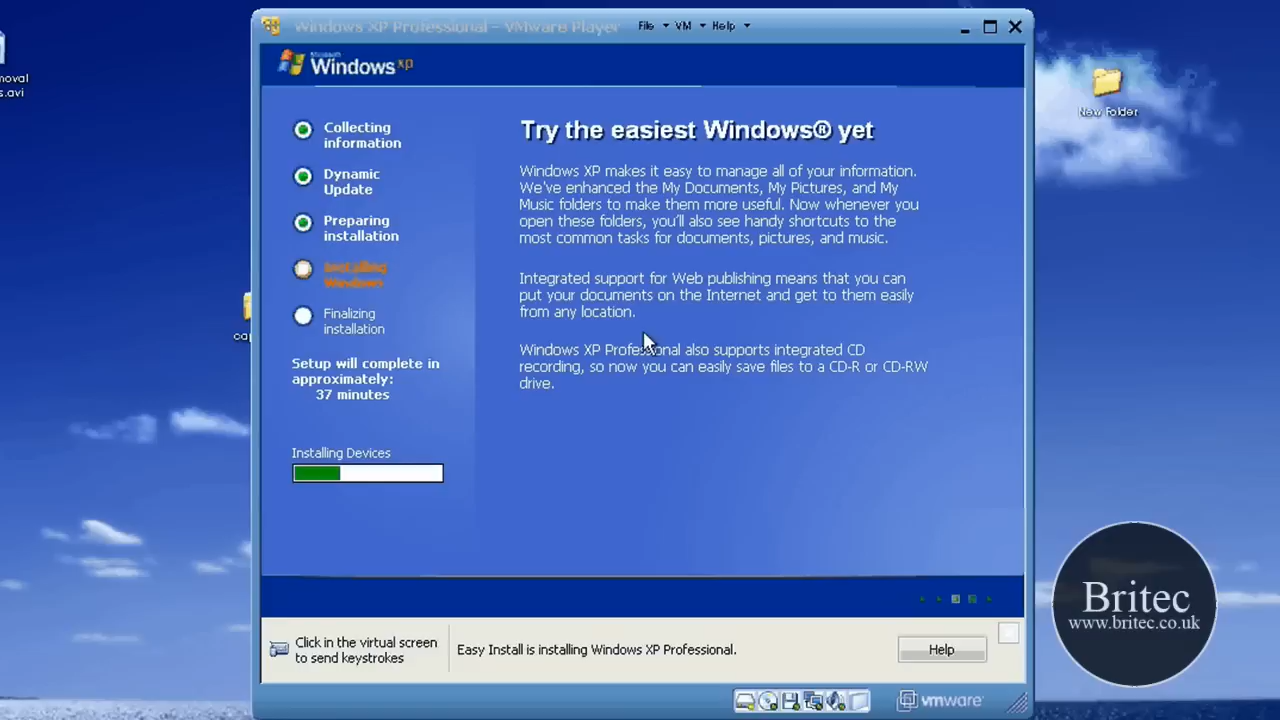 Windows XP Professional - VMware Player
File VM Help
moval
s.avi
New Folder
Microsoft
Windows xp
Collecting
information
Dynamic
Update
Preparing
installation
Installing
Windows
Finalizing
installation
Setup will complete in
approximately:
37 minutes
Installing Devices
Try the easiest Windows® yet
Windows XP makes it easy to manage all of your information.
We've enhanced the My Documents, My Pictures, and My
Music folders to make them more useful. Now whenever you
open these folders, you'll also see handy shortcuts to the
most common tasks for documents, pictures, and music.
Integrated support for Web publishing means that you can
put your documents on the Internet and get to them easily
from any location.
Windows XP Professional also supports integrated CD
recording, so now you can easily save files to a CD-R or CD-RW
drive.
cap
Click in the virtual screen
to send keystrokes
Easy Install is installing Windows XP Professional.
Help
vmware
Britec
www.britec.co.uk